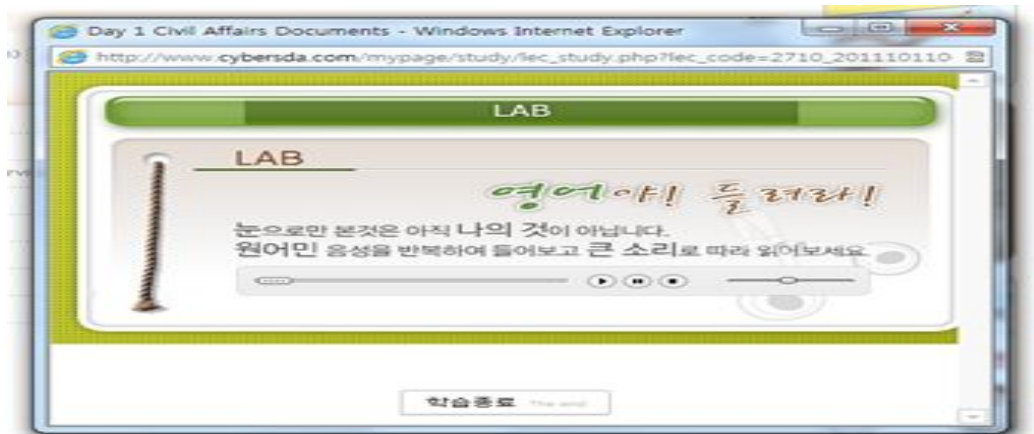 Day 1 Civil Affairs Documents - Windows Internet Explorer
http://www.cybersda.com/mypage/study/lec_study.php?lec_code=2710_201110110
LAB
LAB
영어야! 들려라!
눈으로만 본것은 아직 나의 것이 아닙니다.
원어민 음성을 반복하여 들어보고 큰 소리로 따라 읽어보세요
학습종료 The end